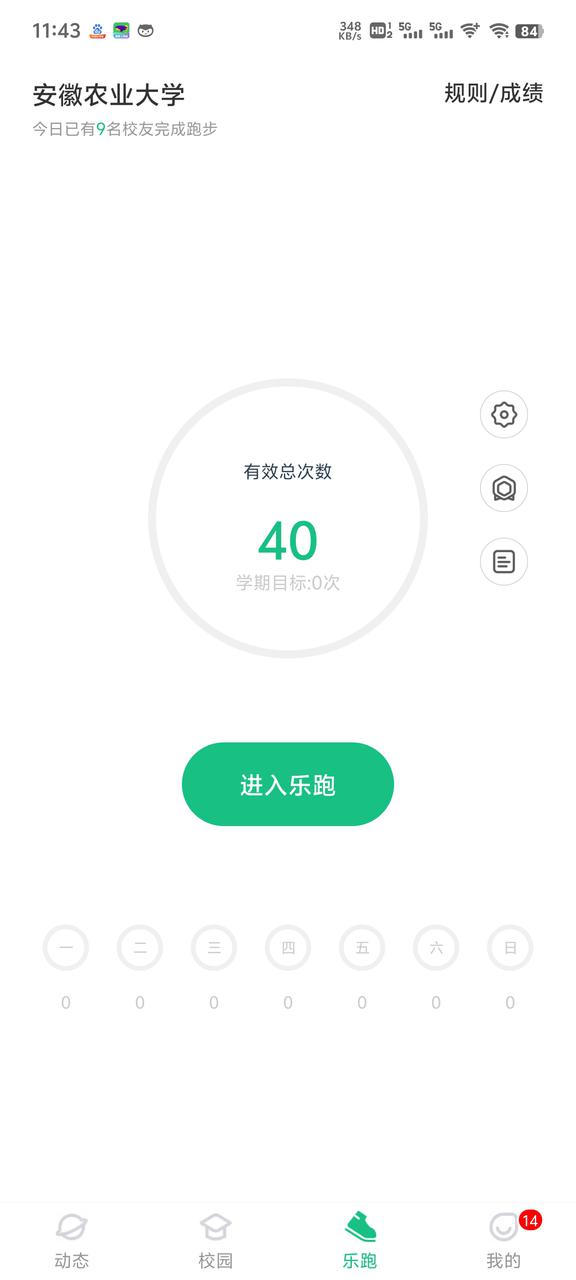 11:43
348
KB/s
HD 1 2
5G
5G
84
安徽农业大学
规则/成绩
今日已有9名校友完成跑步
有效总次数
40
学期目标:0次
进入乐跑
一 二 三 四 五 六 日
0 0 0 0 0 0 0
14
动态 校园 乐跑 我的